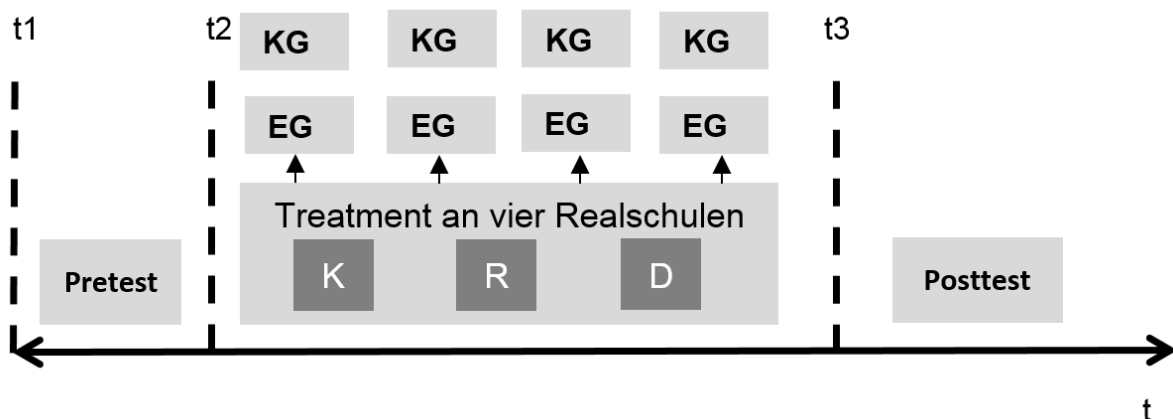 t1
t2
KG
KG
KG
KG
t3
EG
EG
EG
EG
Treatment an vier Realschulen
K
R
D
Pretest
Posttest
t